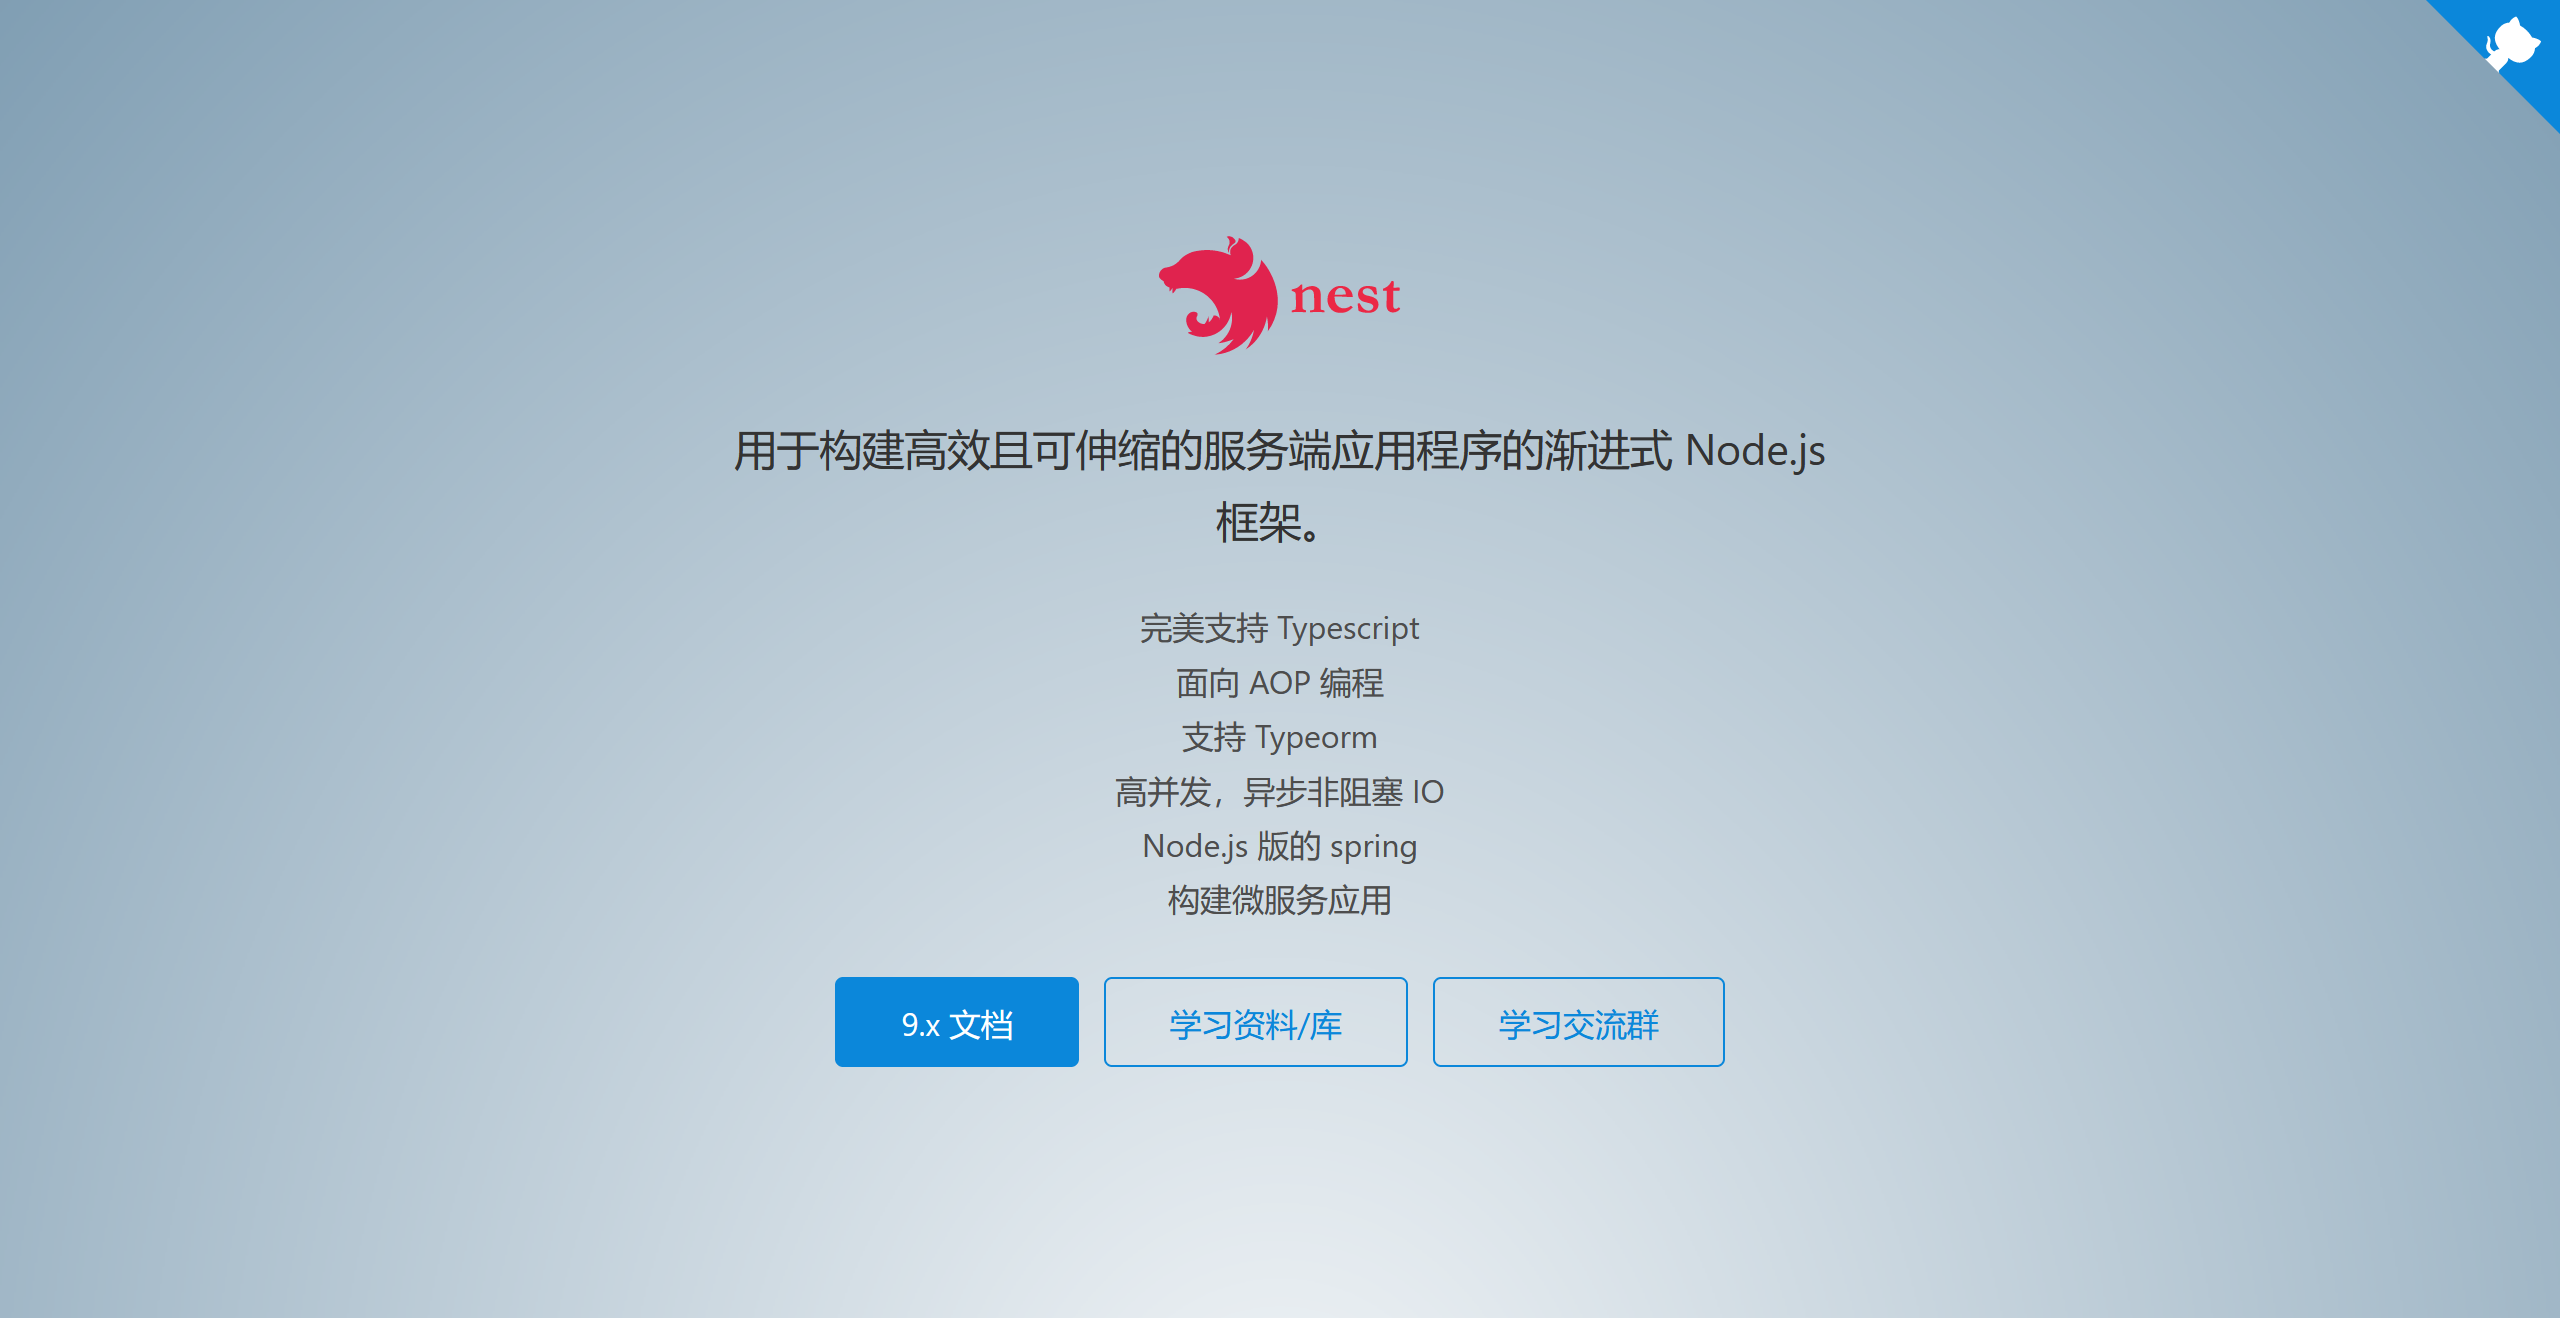 nest
用于构建高效且可伸缩的服务端应用程序的渐进式 Node.js
框架。
完美支持 Typescript
面向 AOP 编程
支持 Typeorm
高并发，异步非阻塞 IO
Node.js 版的 spring
构建微服务应用
9.x 文档
学习资料/库
学习交流群